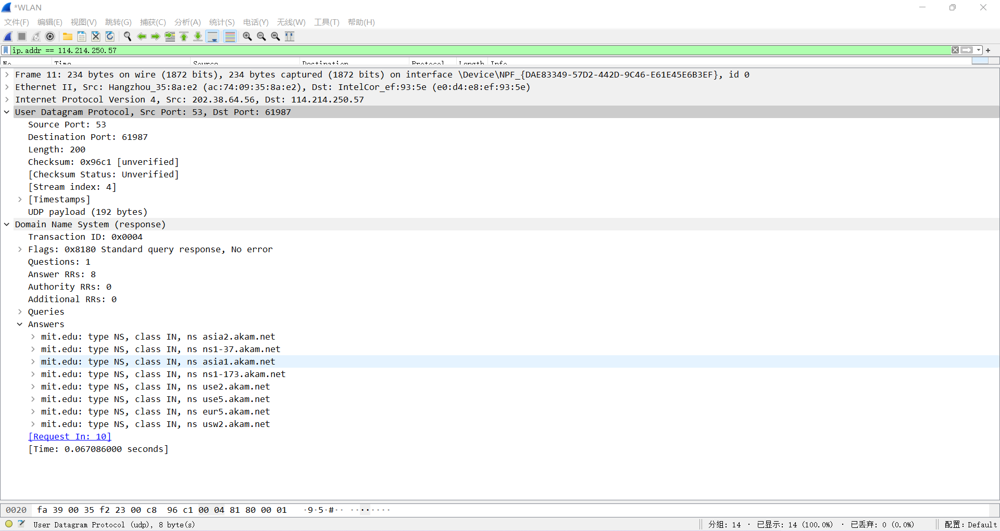 *WLAN
文件(F) 编辑(E) 视图(V) 跳转(G) 捕获(C) 分析(A) 统计(S) 电话(Y) 无线(W) 工具(T) 帮助(H)
ip.addr == 114.214.250.57
No. Time Source Destination Protocol Length Info
Frame 11: 234 bytes on wire (1872 bits), 234 bytes captured (1872 bits) on interface \Device\NPF_{DAE83349-57D2-442D-9C46-E61E45E6B3EF}, id 0
Ethernet II, Src: Hangzhou_35:8a:e2 (ac:74:09:35:8a:e2), Dst: IntelCor_ef:93:5e (e0:d4:e8:ef:93:5e)
Internet Protocol Version 4, Src: 202.38.64.56, Dst: 114.214.250.57
User Datagram Protocol, Src Port: 53, Dst Port: 61987
Source Port: 53
Destination Port: 61987
Length: 200
Checksum: 0x96c1 [unverified]
[Checksum Status: Unverified]
[Stream index: 4]
[Timestamps]
UDP payload (192 bytes)
Domain Name System (response)
Transaction ID: 0x0004
Flags: 0x8180 Standard query response, No error
Questions: 1
Answer RRs: 8
Authority RRs: 0
Additional RRs: 0
Queries
Answers
mit.edu: type NS, class IN, ns asia2.akam.net
mit.edu: type NS, class IN, ns ns1-37.akam.net
mit.edu: type NS, class IN, ns asia1.akam.net
mit.edu: type NS, class IN, ns ns1-173.akam.net
mit.edu: type NS, class IN, ns use2.akam.net
mit.edu: type NS, class IN, ns use5.akam.net
mit.edu: type NS, class IN, ns eur5.akam.net
mit.edu: type NS, class IN, ns usw2.akam.net
[Request In: 10]
[Time: 0.067086000 seconds]
0020 fa 39 00 35 f2 23 00 c8 96 c1 00 04 81 80 00 01 ·9·5·#·· ········
User Datagram Protocol (udp), 8 byte(s) 分组: 14 · 已显示: 14 (100.0%) · 已丢弃: 0 (0.0%) 配置: Default